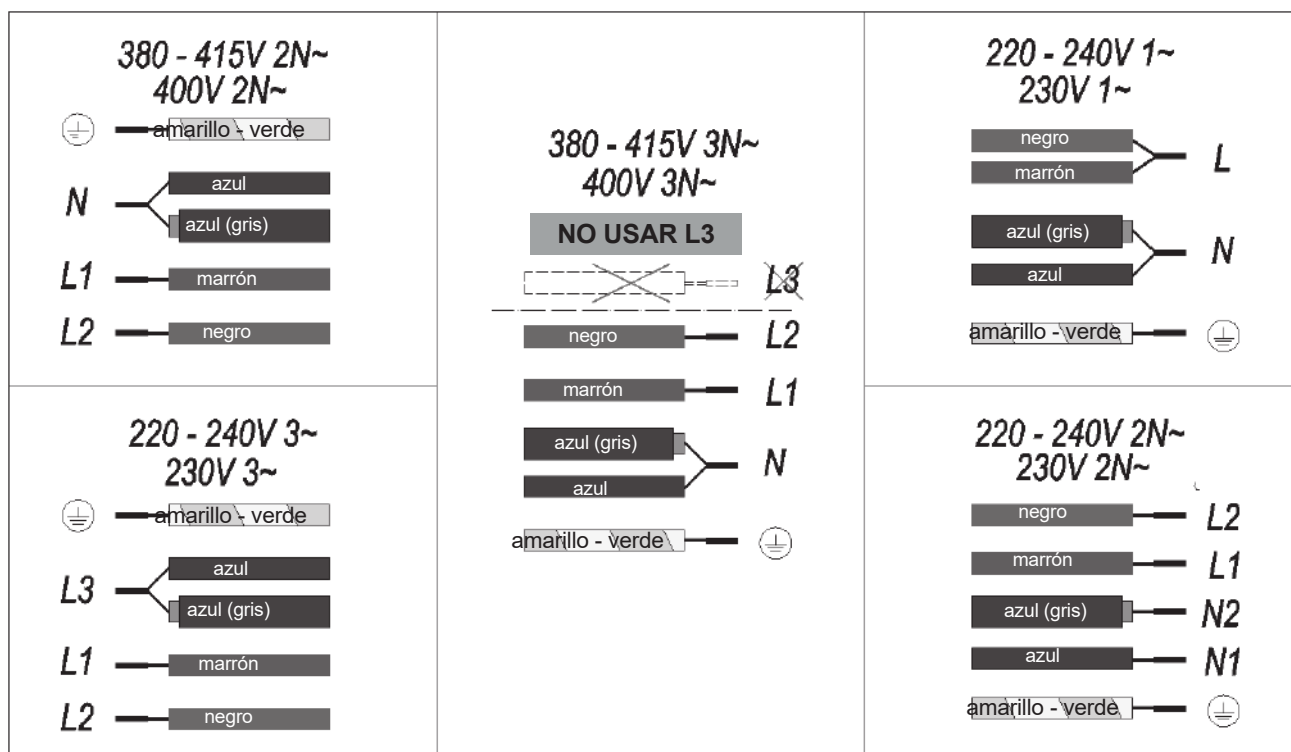 380 - 415V 2N~
400V 2N~
amarillo - verde
N
azul
azul (gris)
L1
marrón
L2
negro
220 - 240V 3~
230V 3~
amarillo - verde
L3
azul
azul (gris)
L1
marrón
L2
negro
380 - 415V 3N~
400V 3N~
NO USAR L3
L3
negro
L2
marrón
L1
azul (gris)
N
azul
amarillo - verde
220 - 240V 1~
230V 1~
negro
L
marrón
azul (gris)
N
azul
amarillo - verde
220 - 240V 2N~
230V 2N~
negro
L2
marrón
L1
azul (gris)
N2
azul
N1
amarillo - verde